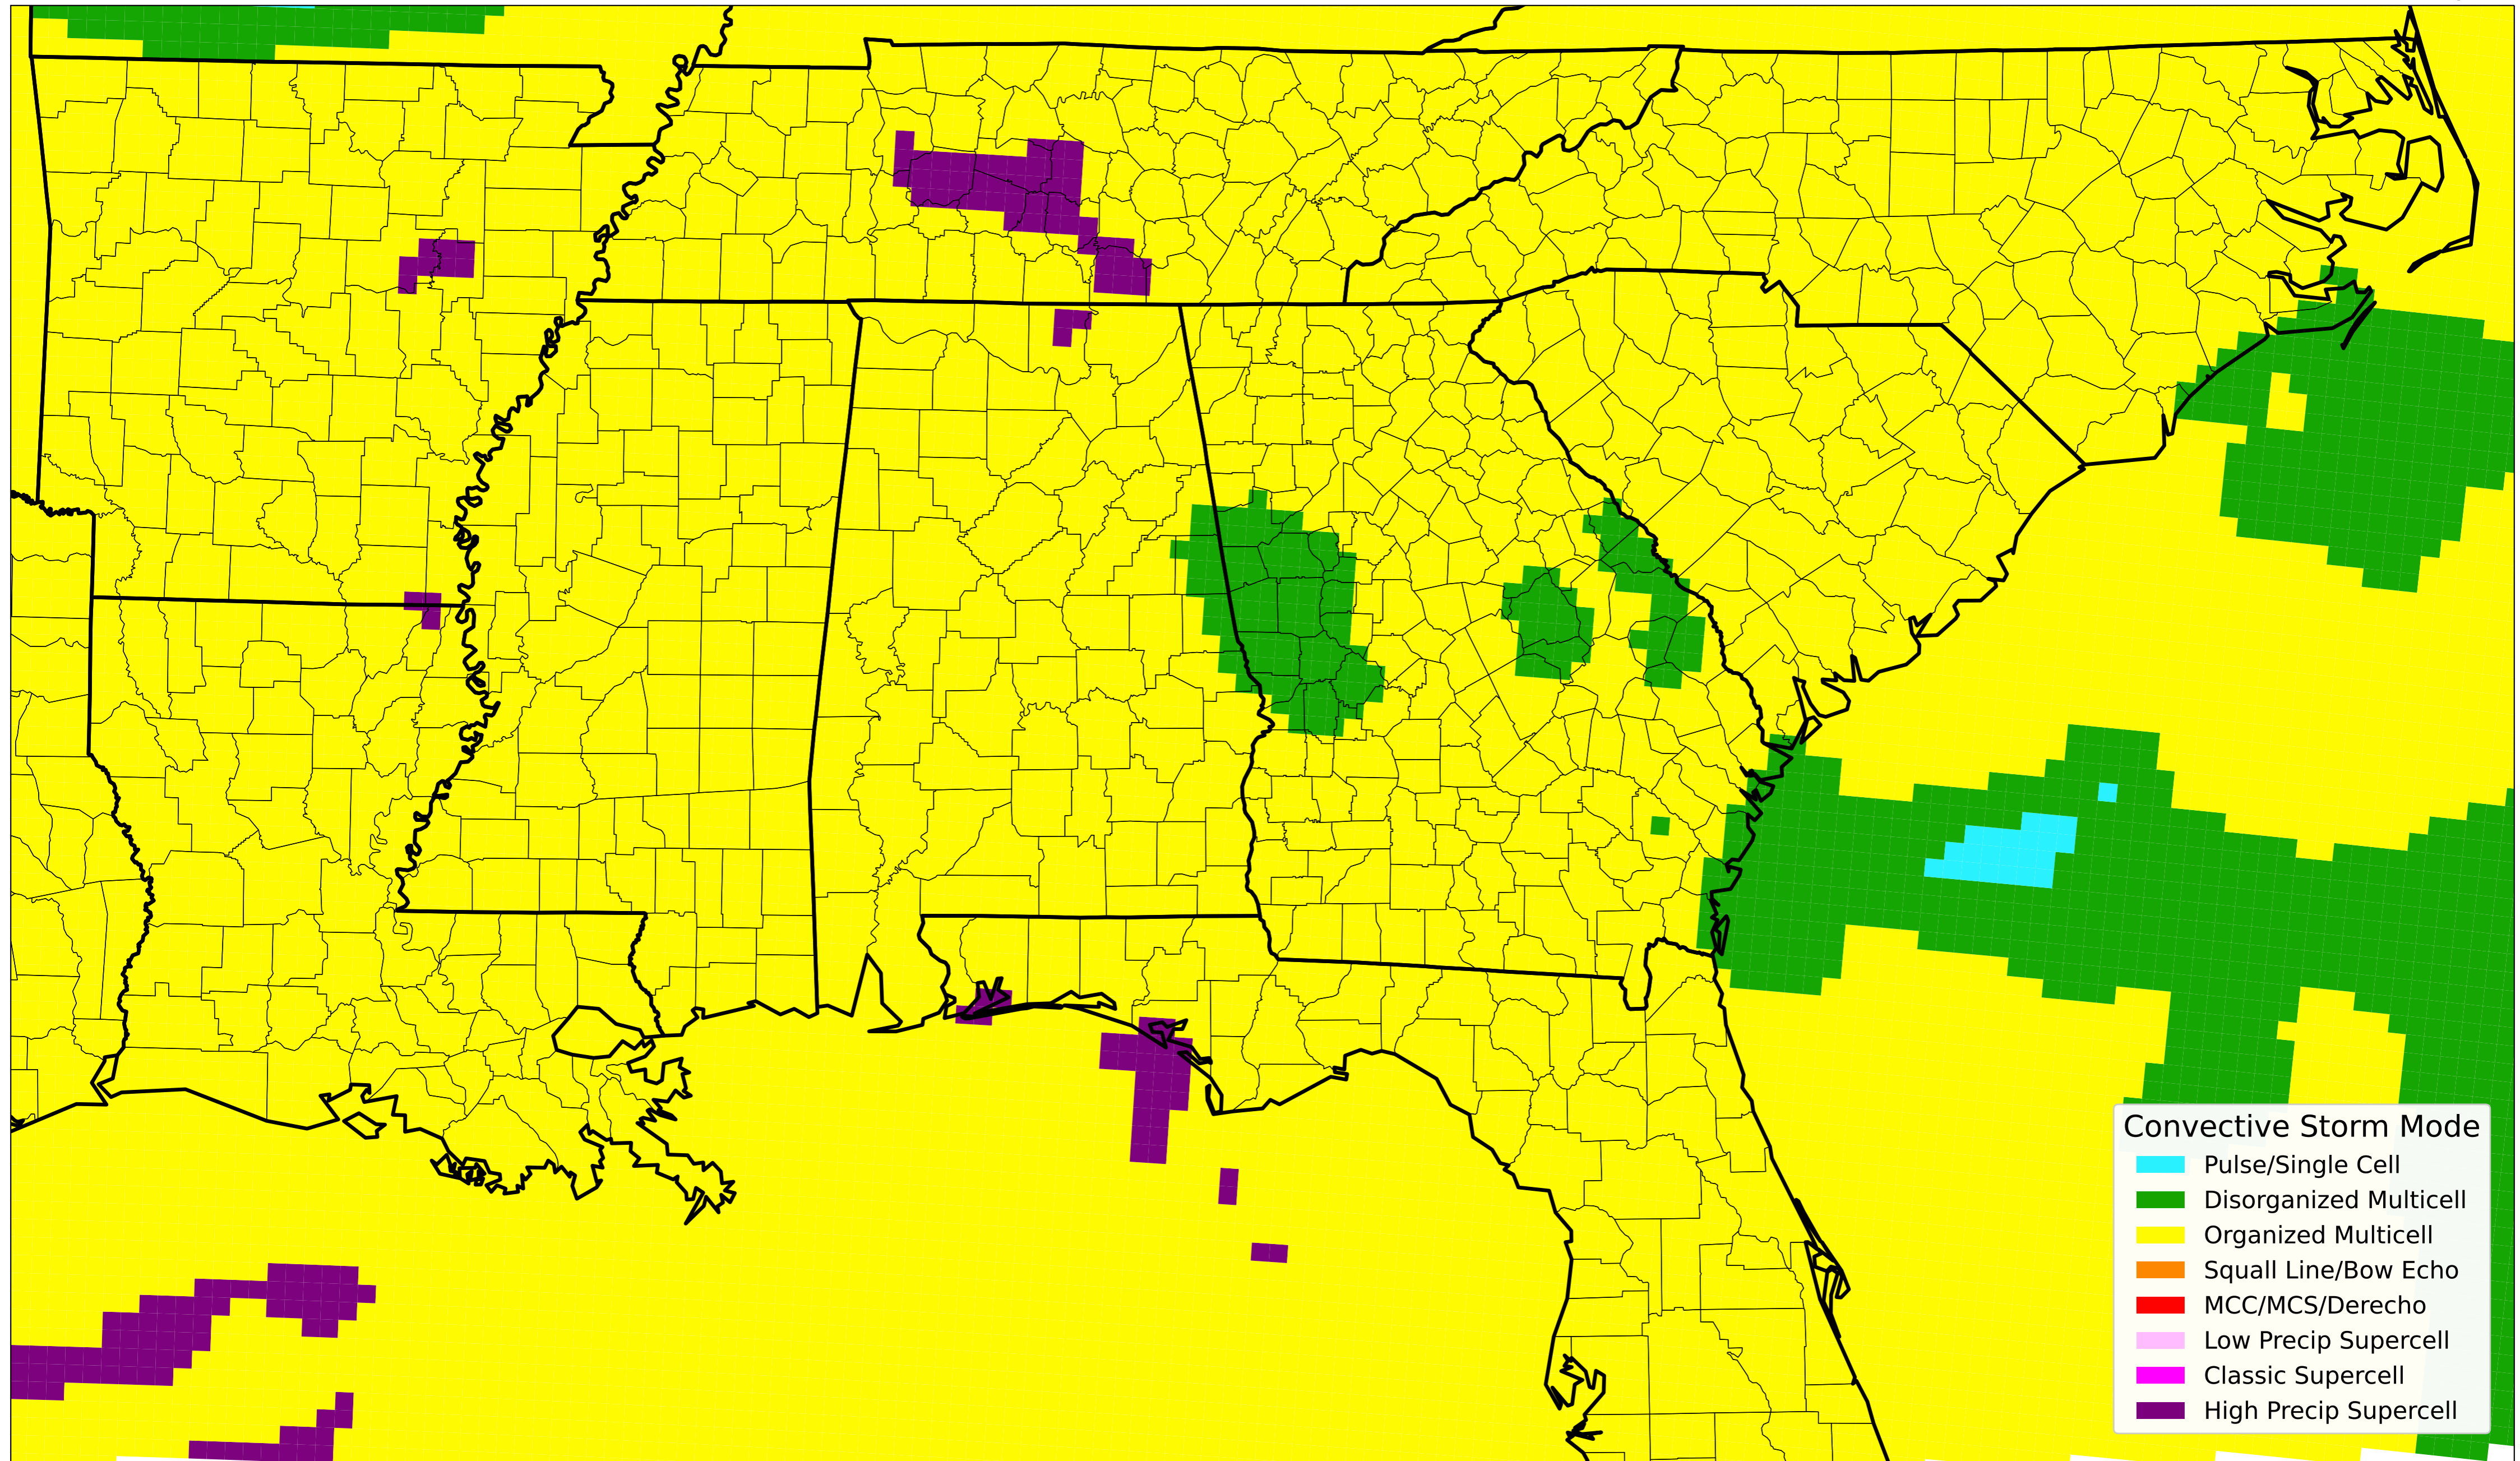 Convective Storm Mode
Pulse/Single Cell
Disorganized Multicell
Organized Multicell
Squall Line/Bow Echo
MCC/MCS/Derecho
Low Precip Supercell
Classic Supercell
High Precip Supercell